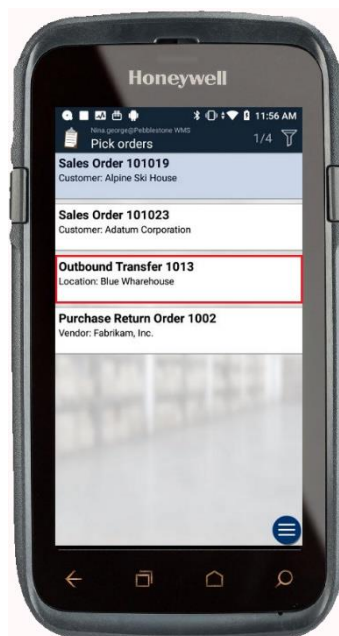 Honeywell
11:56 AM
Nina.george@Pebblestone WMS
Pick orders
1/4
Sales Order 101019
Customer: Alpine Ski House
Sales Order 101023
Customer: Adatum Corporation
Outbound Transfer 1013
Location: Blue Wharehouse
Purchase Return Order 1002
Vendor: Fabrikam, Inc.